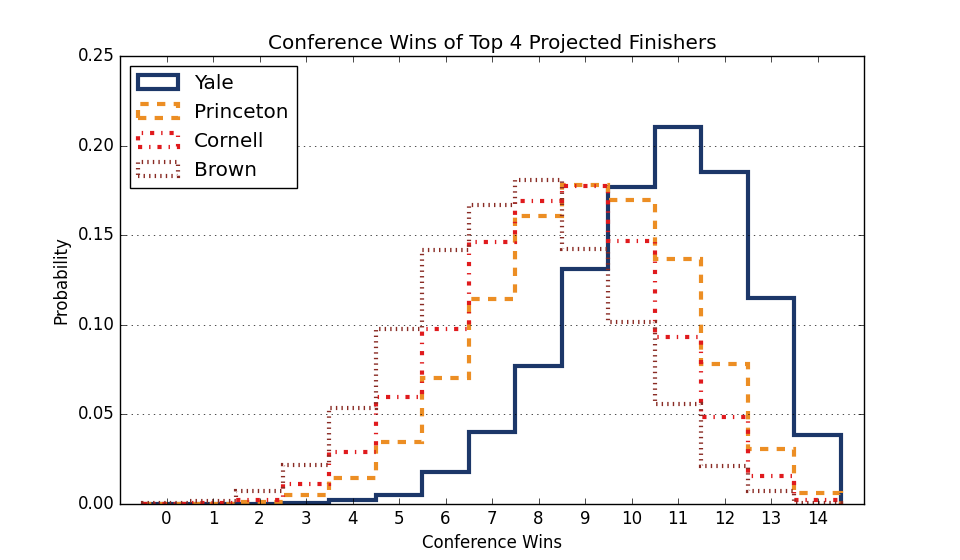 Conference Wins of Top 4 Projected Finishers
0.25
0.20
0.15
0.10
0.05
0.00
Probability
Yale
Princeton
Cornell
Brown
0 1 2 3 4 5 6 7 8 9 10 11 12 13 14
Conference Wins